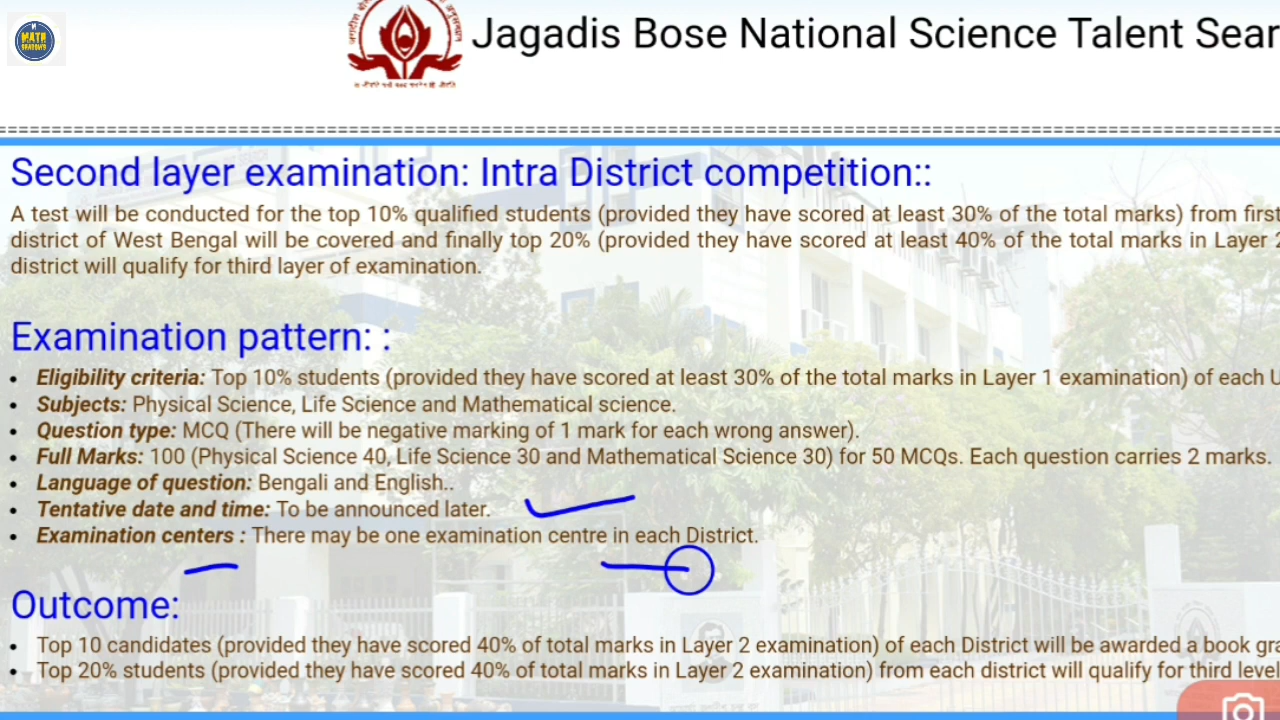 MATH
Jagadis Bose National Science Talent Sear
================================================
Second layer examination: Intra District competition::
A test will be conducted for the top 10% qualified students (provided they have scored at least 30% of the total marks) from first
district of West Bengal will be covered and finally top 20% (provided they have scored at least 40% of the total marks in Layer 2
district will qualify for third layer of examination.
Examination pattern: :
• Eligibility criteria: Top 10% students (provided they have scored at least 30% of the total marks in Layer 1 examination) of each U
• Subjects: Physical Science, Life Science and Mathematical science.
• Question type: MCQ (There will be negative marking of 1 mark for each wrong answer).
• Full Marks: 100 (Physical Science 40, Life Science 30 and Mathematical Science 30) for 50 MCQs. Each question carries 2 marks.
• Language of question: Bengali and English..
• Tentative date and time: To be announced later.
• Examination centers : There may be one examination centre in each District.
Outcome:
• Top 10 candidates (provided they have scored 40% of total marks in Layer 2 examination) of each District will be awarded a book gra
• Top 20% students (provided they have scored 40% of total marks in Layer 2 examination) from each district will qualify for third level